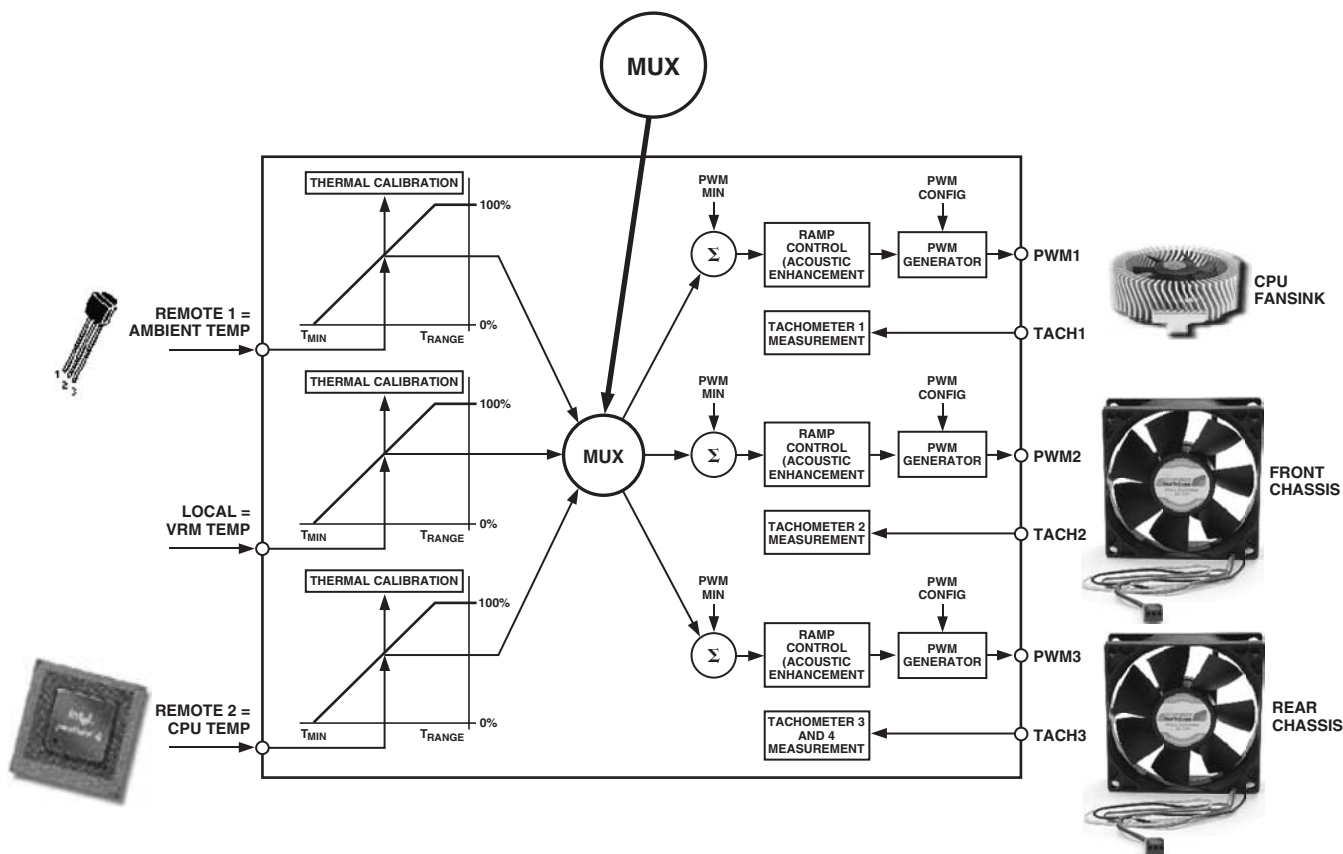 MUX
THERMAL CALIBRATION
100%
0%
T_MIN
T_RANGE
REMOTE 1 =
AMBIENT TEMP
1
2
3
THERMAL CALIBRATION
100%
0%
T_MIN
T_RANGE
LOCAL =
VRM TEMP
THERMAL CALIBRATION
100%
0%
T_MIN
T_RANGE
REMOTE 2 =
CPU TEMP
intel
MUX
PWM
MIN
Σ
RAMP
CONTROL
(ACOUSTIC
ENHANCEMENT
PWM
CONFIG
PWM
GENERATOR
PWM1
TACHOMETER 1
MEASUREMENT
TACH1
CPU
FANSINK
PWM
MIN
Σ
RAMP
CONTROL
(ACOUSTIC
ENHANCEMENT
PWM
CONFIG
PWM
GENERATOR
PWM2
TACHOMETER 2
MEASUREMENT
TACH2
FRONT
CHASSIS
PWM
MIN
Σ
RAMP
CONTROL
(ACOUSTIC
ENHANCEMENT
PWM
CONFIG
PWM
GENERATOR
PWM3
TACHOMETER 3
AND 4
MEASUREMENT
TACH3
REAR
CHASSIS